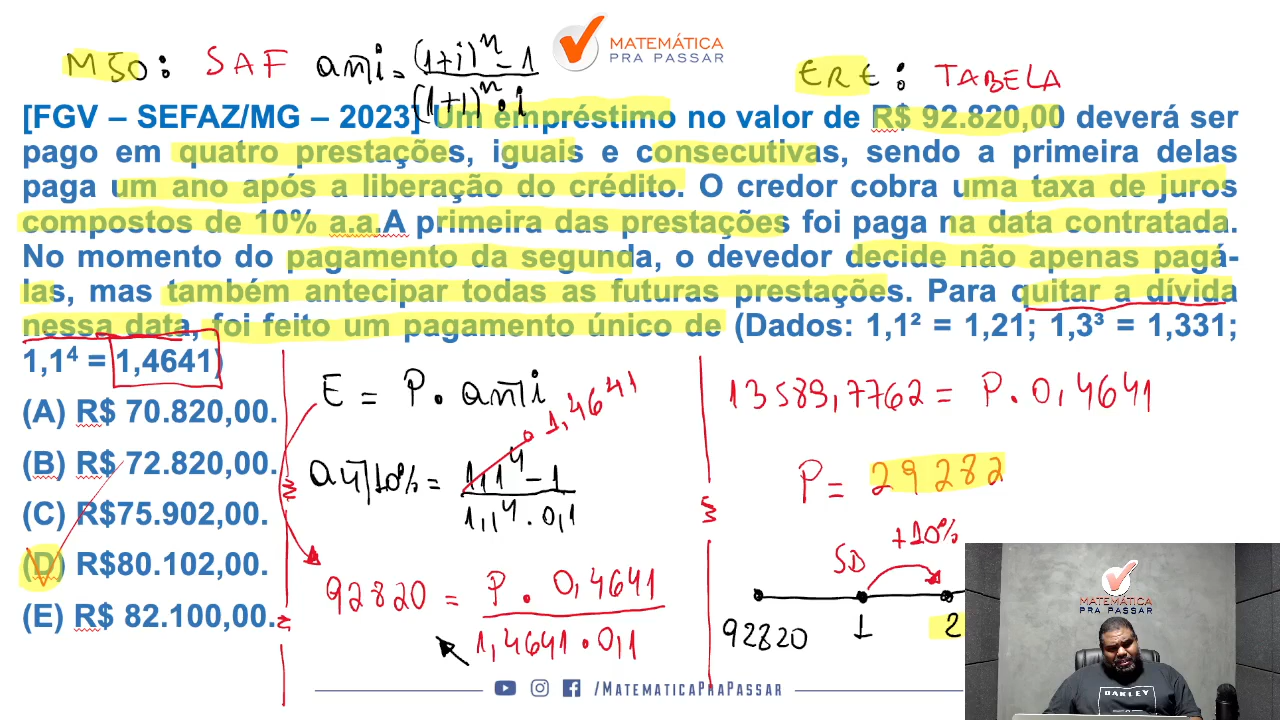 MATEMÁTICA
PRA PASSAR
M50: SAF an̅i = (1+i)ⁿ - 1
(1+i)ⁿ · i
ERE: TABELA
[FGV – SEFAZ/MG – 2023] Um empréstimo no valor de R$ 92.820,00 deverá ser
pago em quatro prestações, iguais e consecutivas, sendo a primeira delas
paga um ano após a liberação do crédito. O credor cobra uma taxa de juros
compostos de 10% a.a.A primeira das prestações foi paga na data contratada.
No momento do pagamento da segunda, o devedor decide não apenas pagá-
las, mas também antecipar todas as futuras prestações. Para quitar a dívida
nessa data, foi feito um pagamento único de (Dados: 1,1² = 1,21; 1,3³ = 1,331;
1,1⁴ = 1,4641)
(A) R$ 70.820,00.
(B) R$ 72.820,00.
(C) R$75.902,00.
(D) R$80.102,00.
(E) R$ 82.100,00.
E = P. an̅i
1,4641
a4̅10% = 1,1⁴ - 1
1,1⁴ . 0,1
92820 = P . 0,4641
1,4641 . 0,1
13589,7762 = P . 0,4641
P = 29282
SD +10%
92820 1 2
MATEMÁTICA
PRA PASSAR
OAKLEY
/MatematicaPraPassar